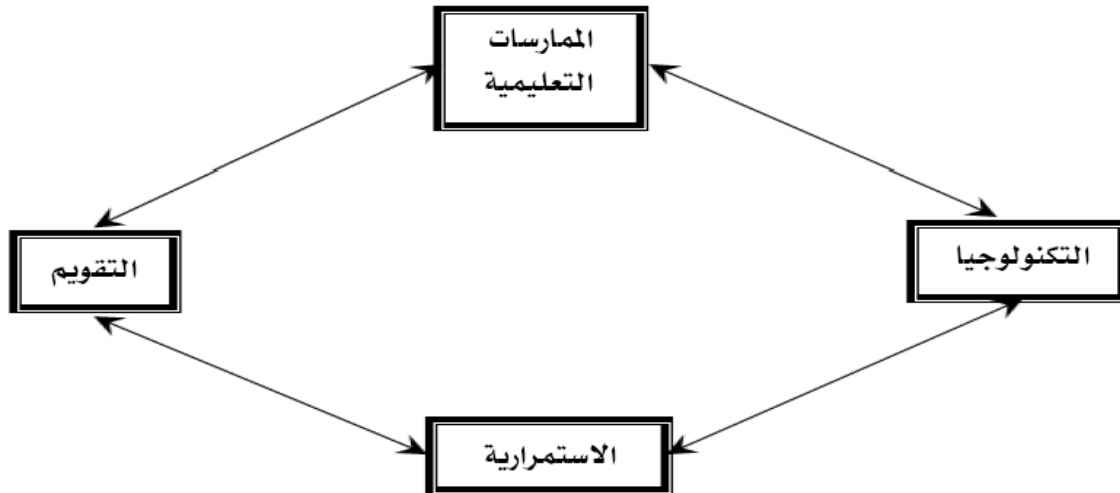 الممارسات
التعليمية
التكنولوجيا
التقويم
الاستمرارية